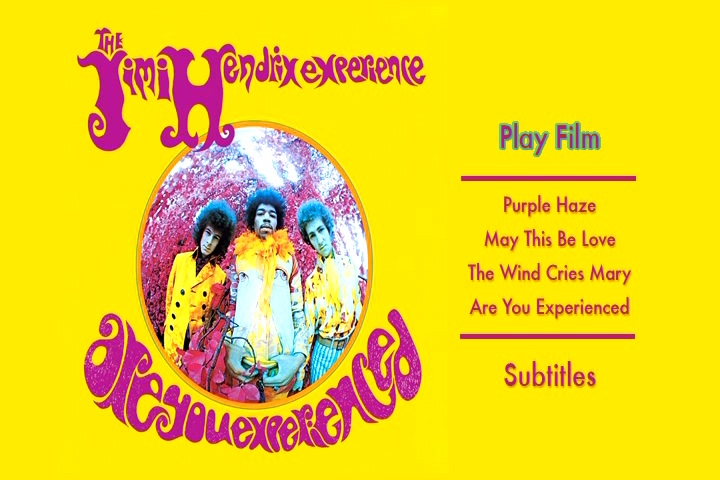 THE
Jimi Hendrix experience
are you experienced
Play Film
Purple Haze
May This Be Love
The Wind Cries Mary
Are You Experienced
Subtitles